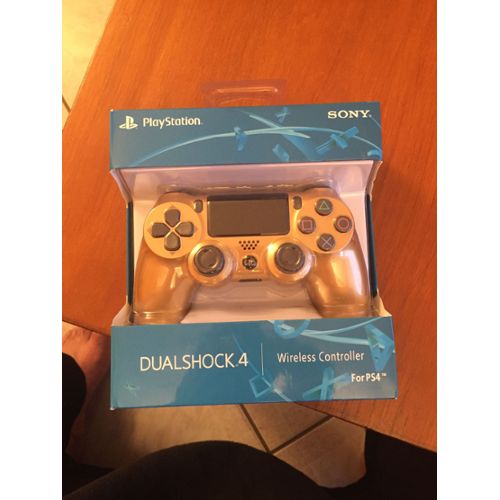 PlayStation
SONY
DUALSHOCK.4
Wireless Controller
For PS4™